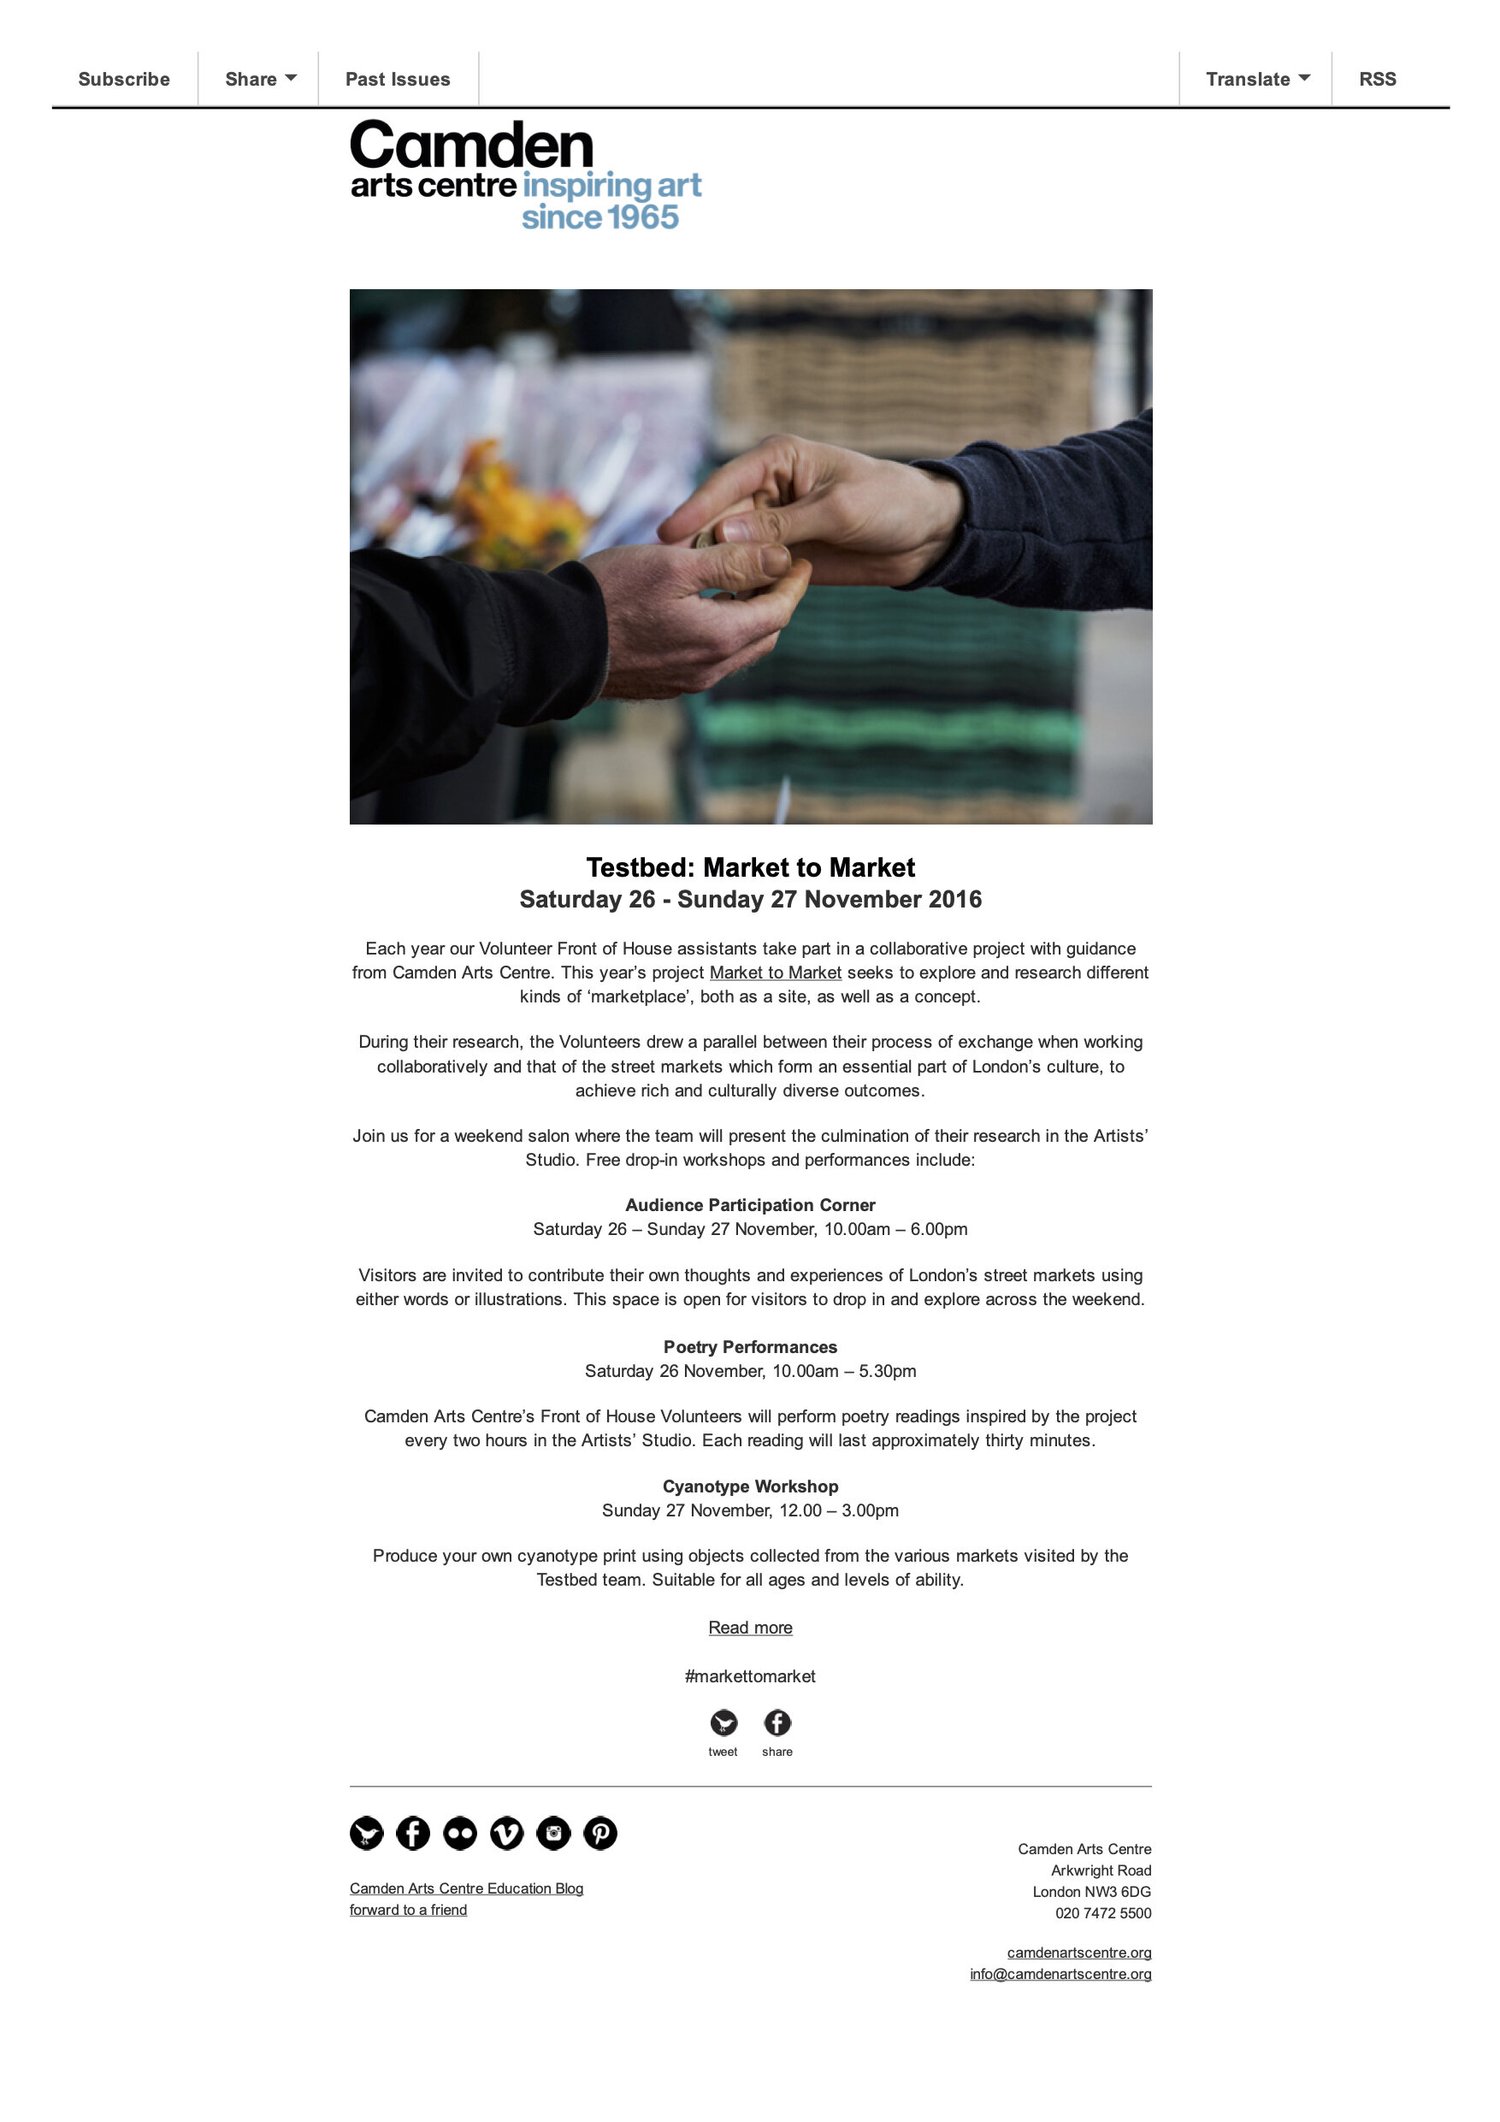 Subscribe
Share
Past Issues
Translate
RSS
Camden
arts centre inspiring art
since 1965
Testbed: Market to Market
Saturday 26 - Sunday 27 November 2016
Each year our Volunteer Front of House assistants take part in a collaborative project with guidance
from Camden Arts Centre. This year’s project Market to Market seeks to explore and research different
kinds of ‘marketplace’, both as a site, as well as a concept.
During their research, the Volunteers drew a parallel between their process of exchange when working
collaboratively and that of the street markets which form an essential part of London’s culture, to
achieve rich and culturally diverse outcomes.
Join us for a weekend salon where the team will present the culmination of their research in the Artists’
Studio. Free drop-in workshops and performances include:
Audience Participation Corner
Saturday 26 – Sunday 27 November, 10.00am – 6.00pm
Visitors are invited to contribute their own thoughts and experiences of London’s street markets using
either words or illustrations. This space is open for visitors to drop in and explore across the weekend.
Poetry Performances
Saturday 26 November, 10.00am – 5.30pm
Camden Arts Centre’s Front of House Volunteers will perform poetry readings inspired by the project
every two hours in the Artists’ Studio. Each reading will last approximately thirty minutes.
Cyanotype Workshop
Sunday 27 November, 12.00 – 3.00pm
Produce your own cyanotype print using objects collected from the various markets visited by the
Testbed team. Suitable for all ages and levels of ability.
Read more
#markettomarket
tweet
share
Camden Arts Centre Education Blog
forward to a friend
Camden Arts Centre
Arkwright Road
London NW3 6DG
020 7472 5500
camdenartscentre.org
info@camdenartscentre.org